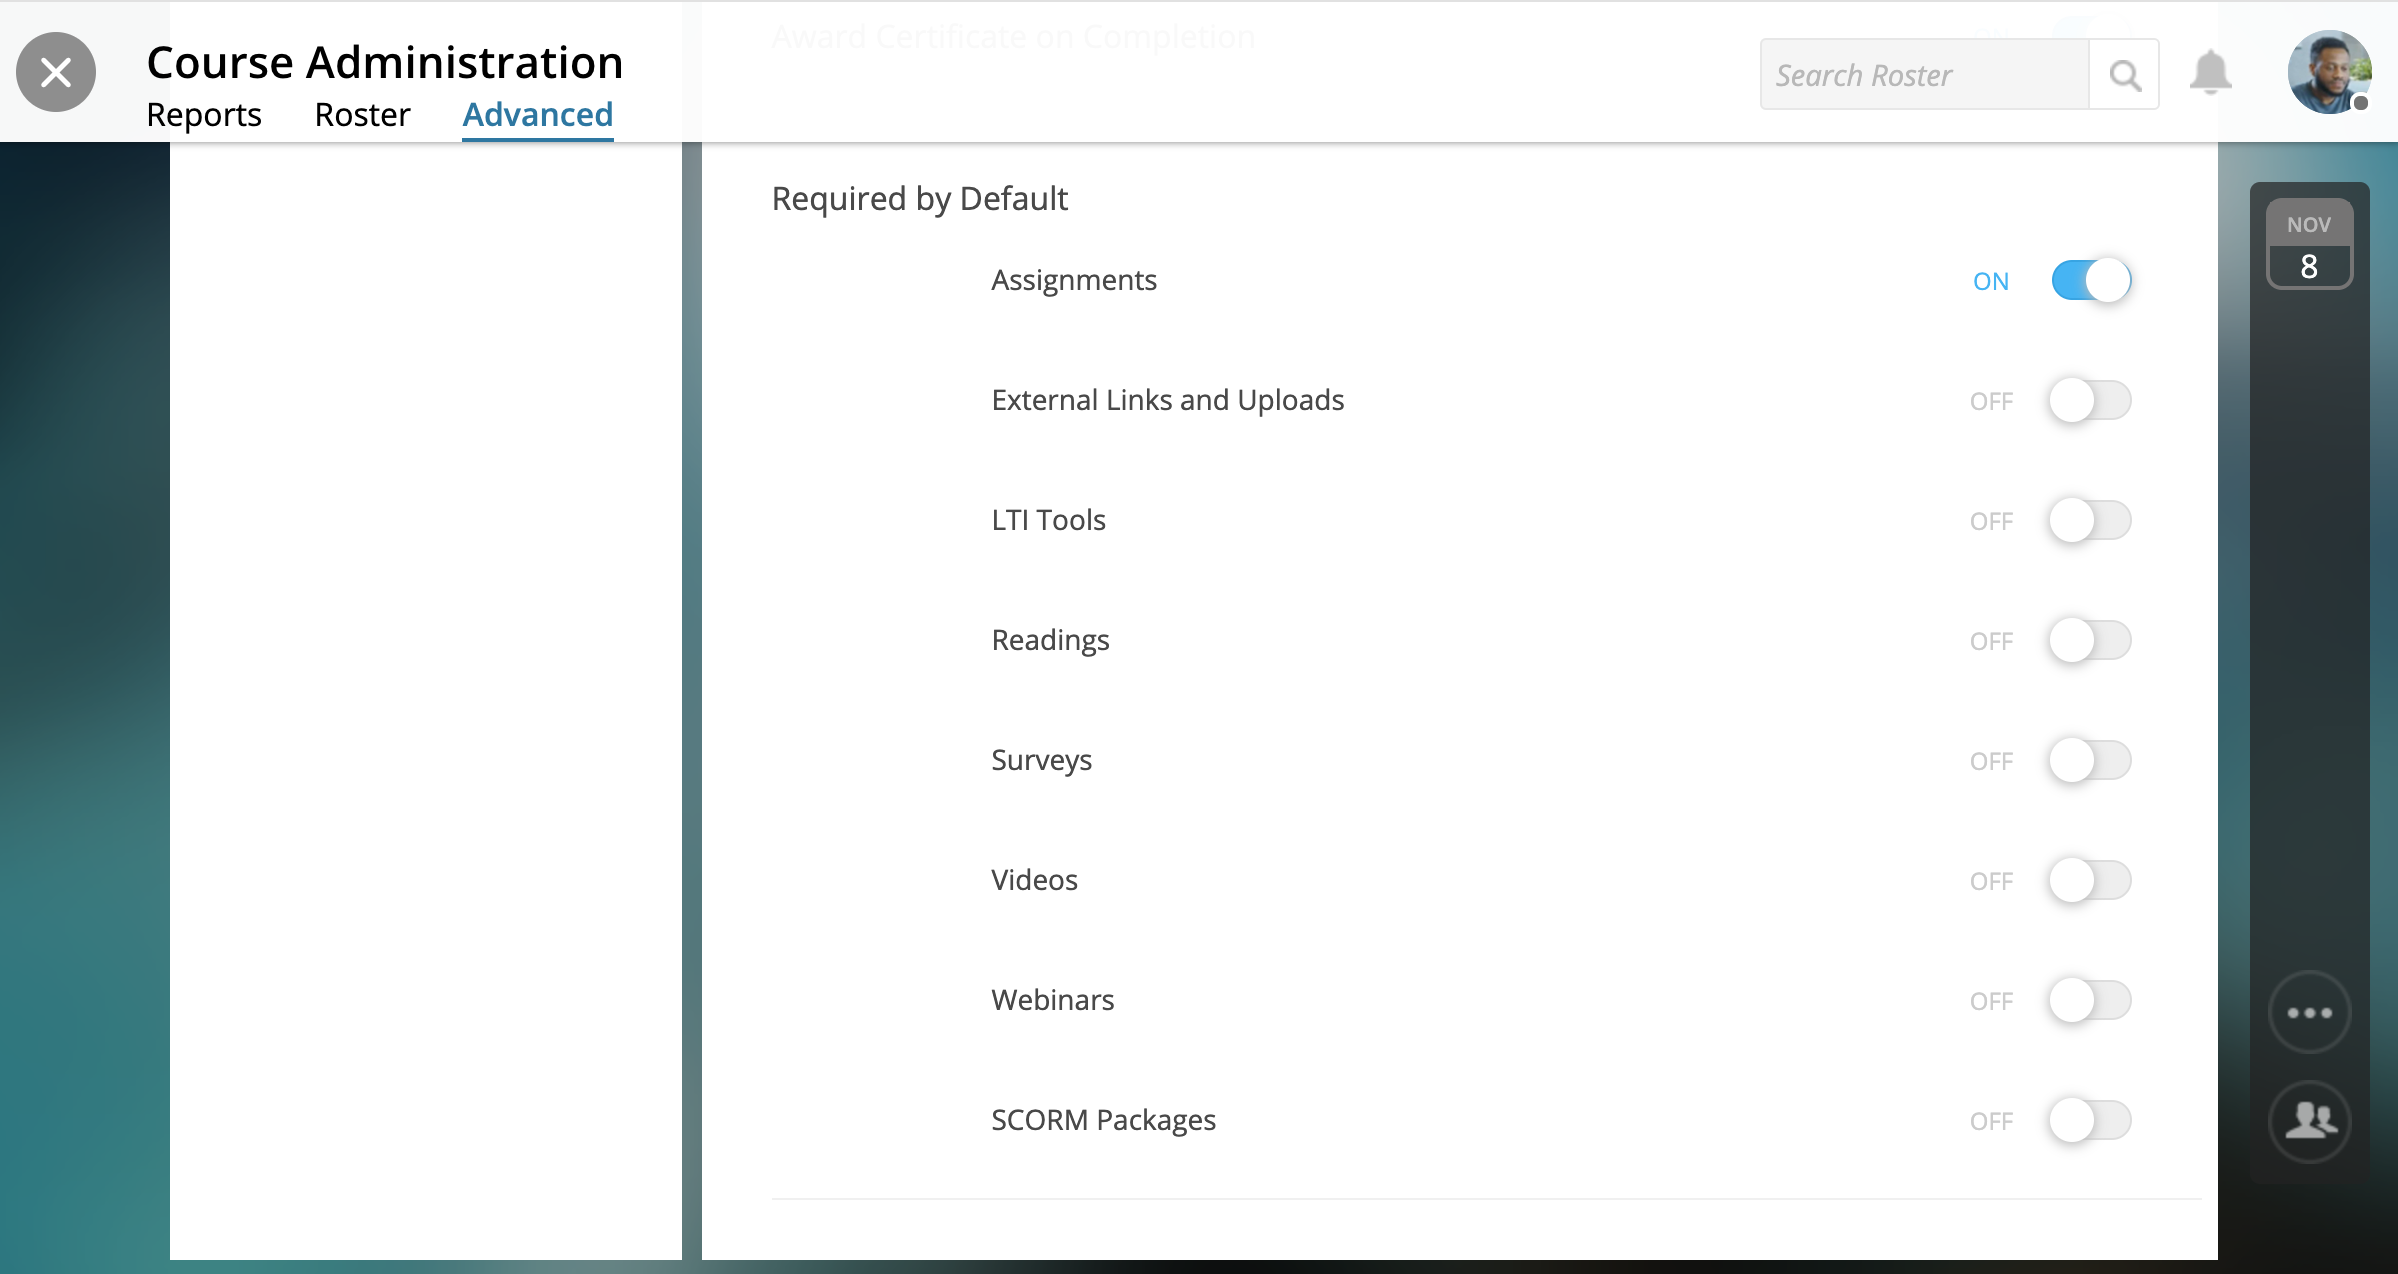 Award Certificate on Completion
Course Administration
Reports Roster Advanced
Search Roster
Required by Default
NOV
8
Assignments ON
External Links and Uploads OFF
LTI Tools OFF
Readings OFF
Surveys OFF
Videos OFF
Webinars OFF
SCORM Packages OFF